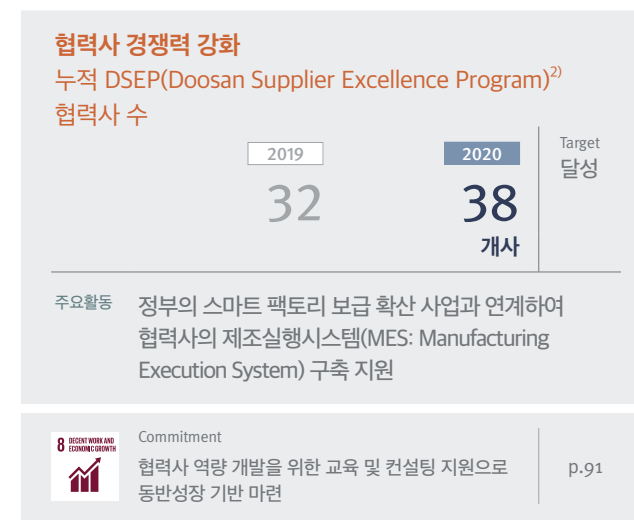 협력사 경쟁력 강화
누적 DSEP(Doosan Supplier Excellence Program)2)
협력사 수
2019
32
2020
38
개사
Target
달성
주요활동
정부의 스마트 팩토리 보급 확산 사업과 연계하여
협력사의 제조실행시스템(MES: Manufacturing
Execution System) 구축 지원
8 DECENT WORK AND
ECONOMIC GROWTH
Commitment
협력사 역량 개발을 위한 교육 및 컨설팅 지원으로
동반성장 기반 마련
p.91